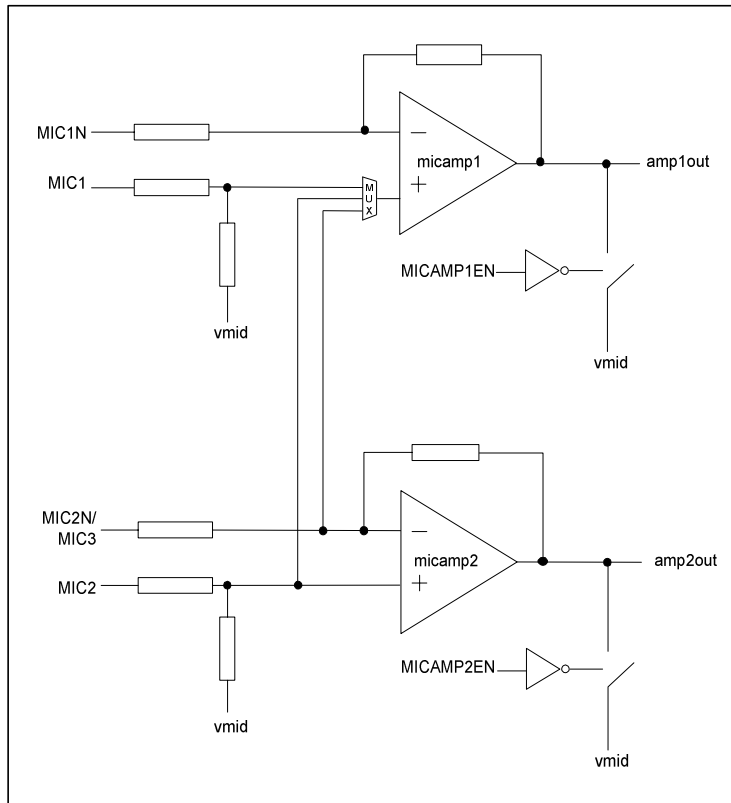 MIC1N
−
micamp1
amp1out
MIC1
MUX
+
MICAMP1EN
vmid
vmid
MIC2N/
MIC3
−
micamp2
amp2out
MIC2
+
MICAMP2EN
vmid
vmid